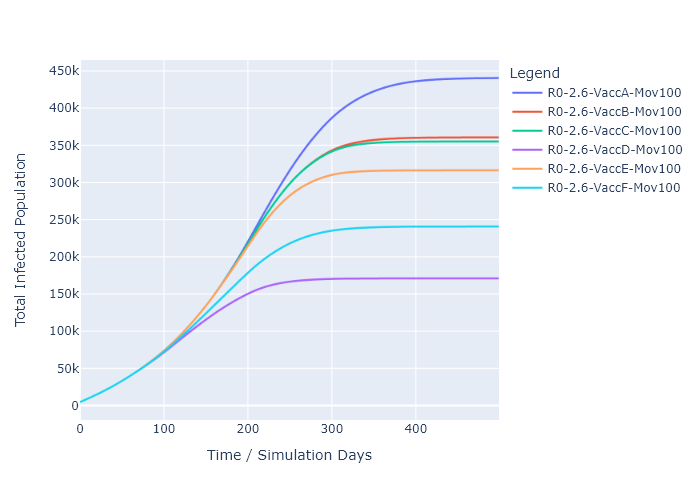 Total Infected Population
450k
400k
350k
300k
250k
200k
150k
100k
50k
0
0
100
200
300
400
Time / Simulation Days
Legend
R0-2.6-VaccA-Mov100
R0-2.6-VaccB-Mov100
R0-2.6-VaccC-Mov100
R0-2.6-VaccD-Mov100
R0-2.6-VaccE-Mov100
R0-2.6-VaccF-Mov100